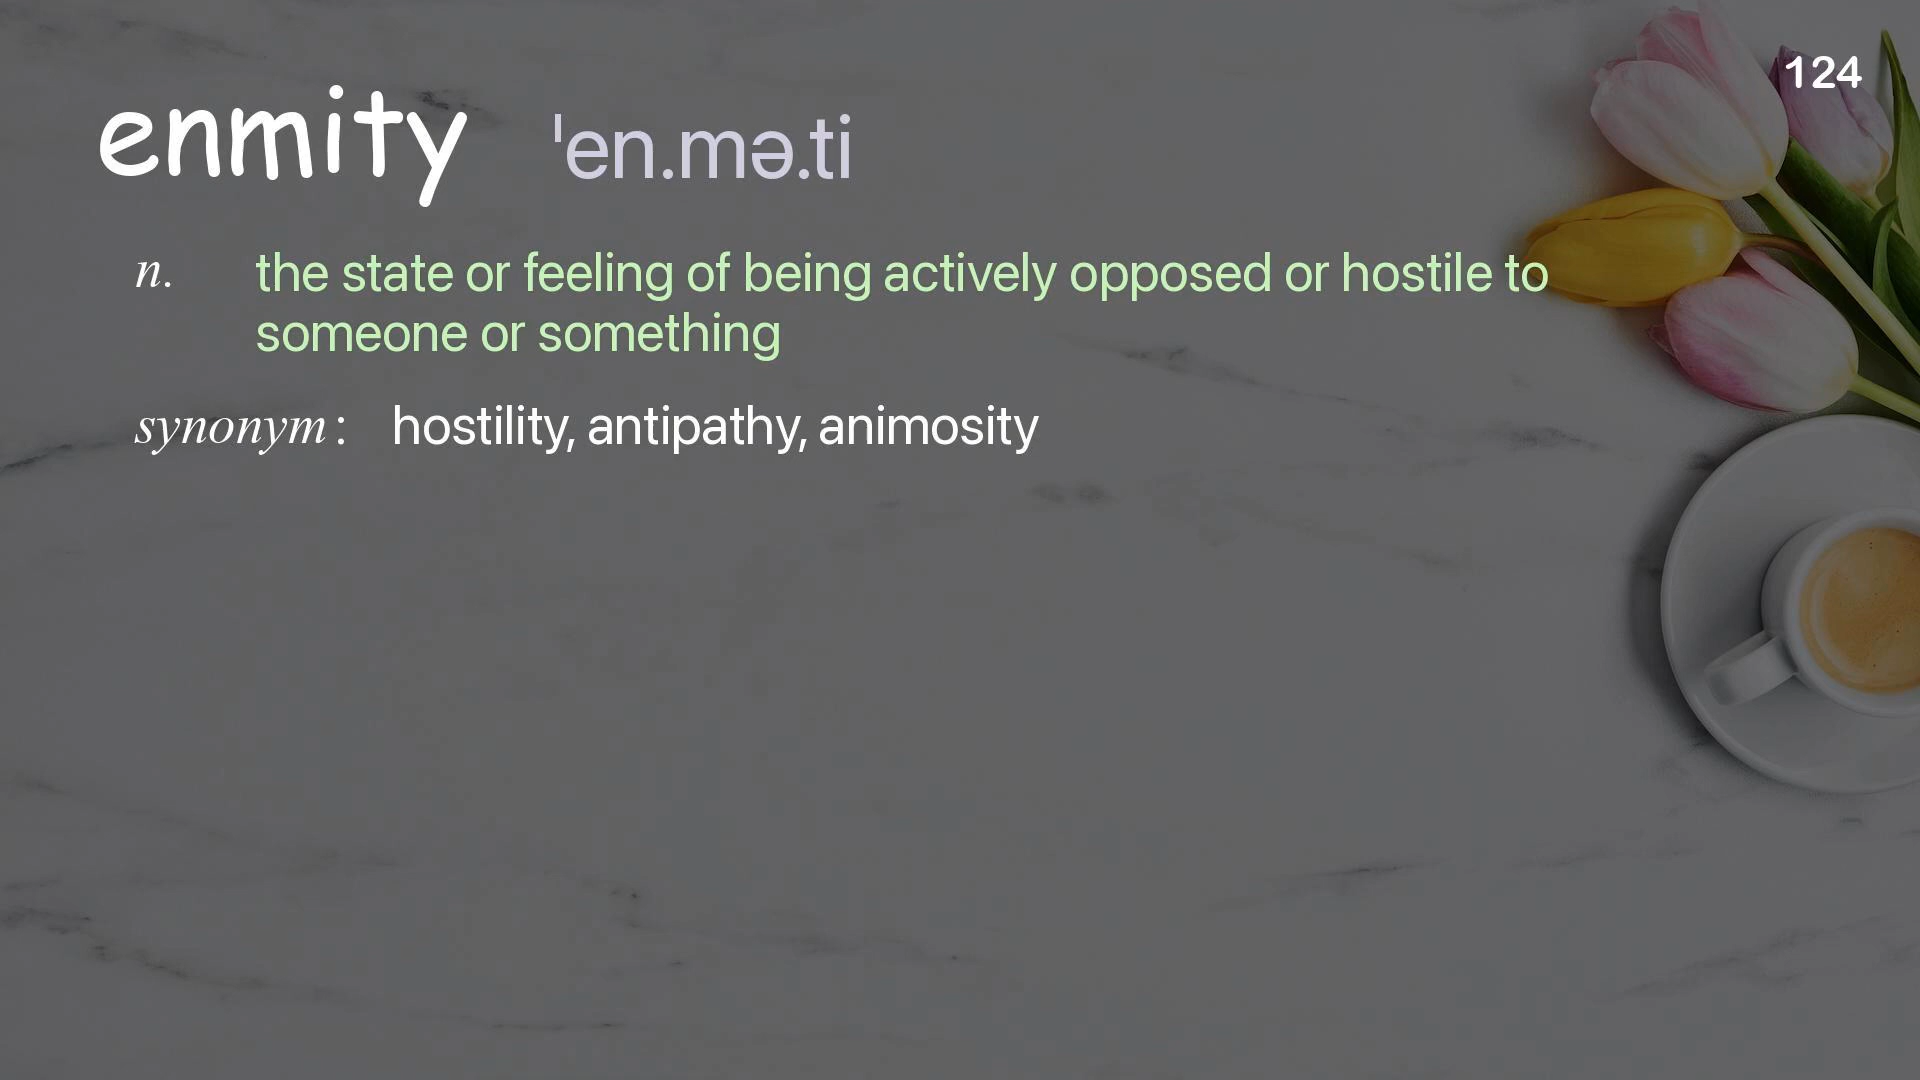 124
enmity ˈen.mə.ti
n. the state or feeling of being actively opposed or hostile to
someone or something
synonym: hostility, antipathy, animosity